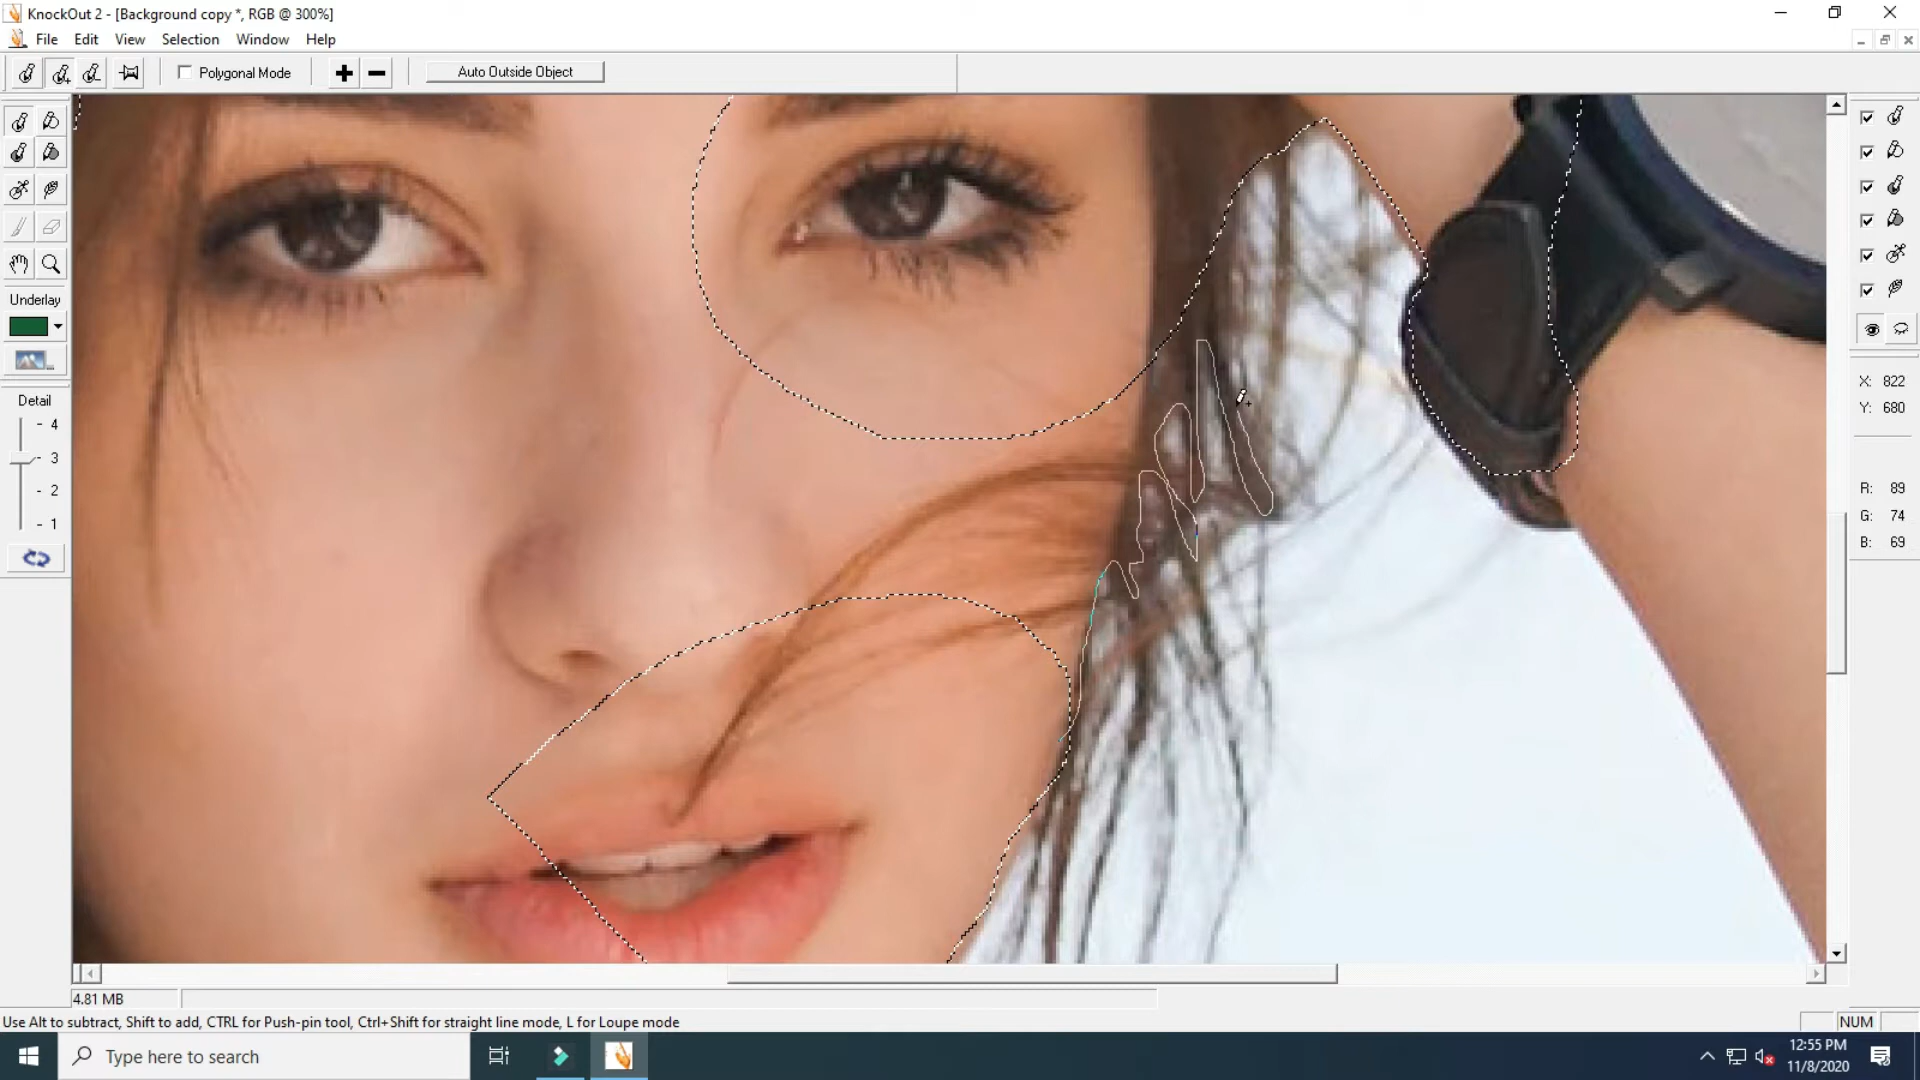 KnockOut 2 - [Background copy *, RGB @ 300%]
File Edit View Selection Window Help
Polygonal Mode
Auto Outside Object
Underlay
Detail
4
3
2
1
X: 822
Y: 680
R: 89
G: 74
B: 69
4.81 MB
Use Alt to subtract, Shift to add, CTRL for Push-pin tool, Ctrl+Shift for straight line mode, L for Loupe mode
NUM
Type here to search
12:55 PM
11/8/2020